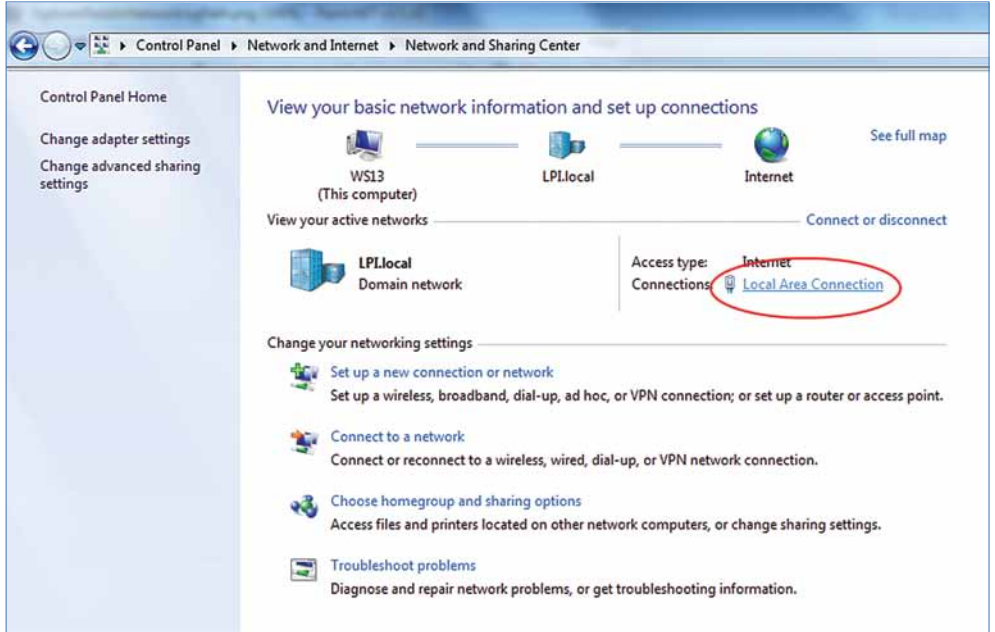 Control Panel ▸ Network and Internet ▸ Network and Sharing Center
Control Panel Home
Change adapter settings
Change advanced sharing
settings
View your basic network information and set up connections
See full map
WS13
(This computer)
LPI.local
Internet
View your active networks
Connect or disconnect
LPI.local
Domain network
Access type: Internet
Connections: Local Area Connection
Change your networking settings
Set up a new connection or network
Set up a wireless, broadband, dial-up, ad hoc, or VPN connection; or set up a router or access point.
Connect to a network
Connect or reconnect to a wireless, wired, dial-up, or VPN network connection.
Choose homegroup and sharing options
Access files and printers located on other network computers, or change sharing settings.
Troubleshoot problems
Diagnose and repair network problems, or get troubleshooting information.